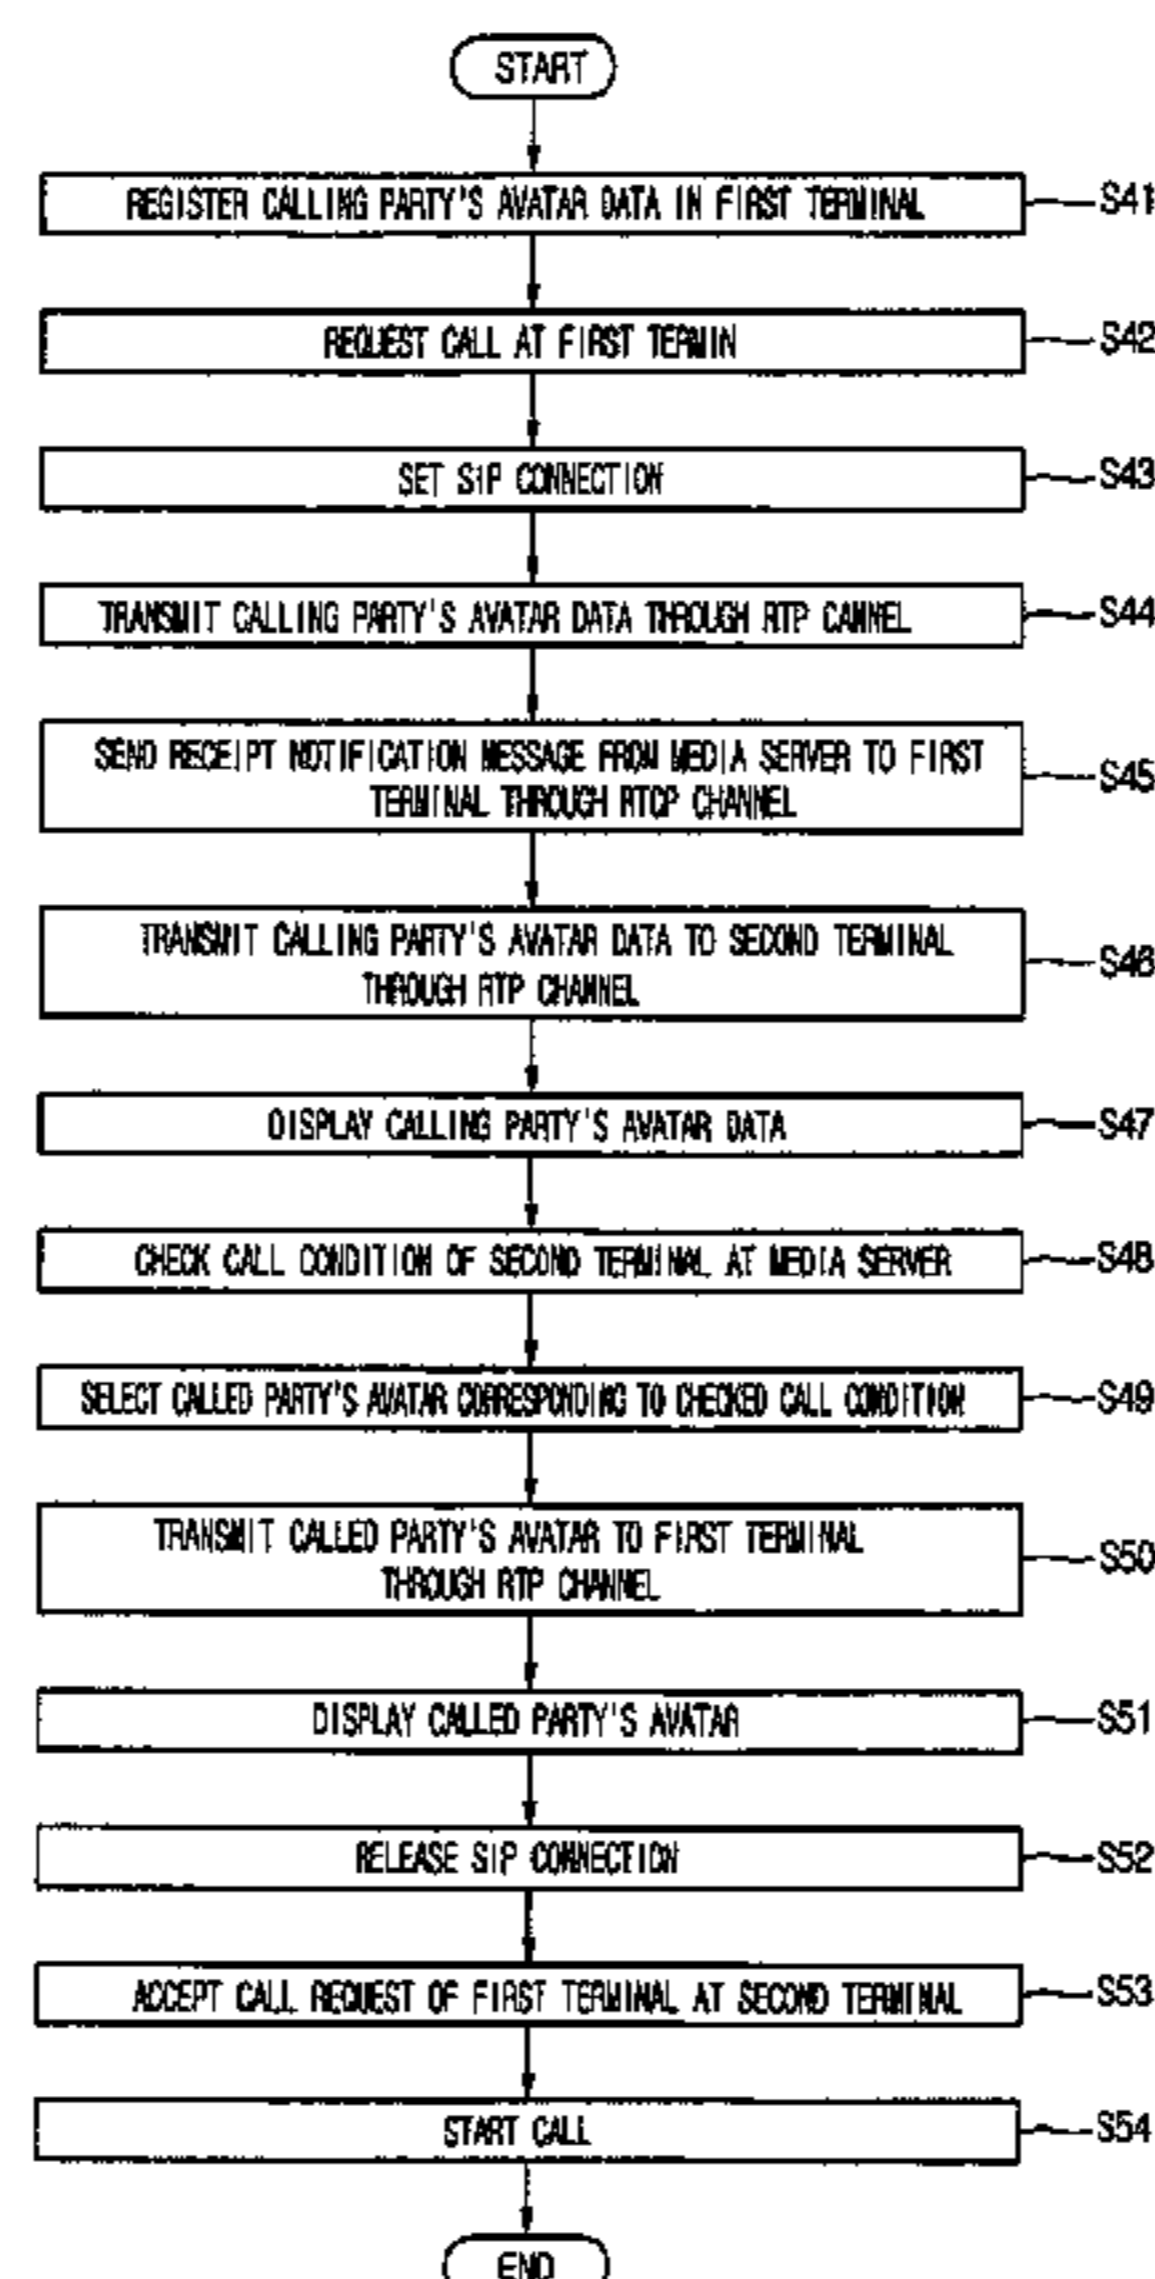 START
REGISTER CALLING PARTY'S AVATAR DATA IN FIRST TERMINAL
S41
REQUEST CALL AT FIRST TERMIN
S42
SET SIP CONNECTION
S43
TRANSMIT CALLING PARTY'S AVATAR DATA THROUGH RTP CANNEL
S44
SEND RECEIPT NOTIFICATION MESSAGE FROM MEDIA SERVER TO FIRST
TERMINAL THROUGH RTCP CHANNEL
S45
TRANSMIT CALLING PARTY'S AVATAR DATA TO SECOND TERMINAL
THROUGH RTP CHANNEL
S46
DISPLAY CALLING PARTY'S AVATAR DATA
S47
CHECK CALL CONDITION OF SECOND TERMINAL AT MEDIA SERVER
S48
SELECT CALLED PARTY'S AVATAR CORRESPONDING TO CHECKED CALL CONDITION
S49
TRANSMIT CALLED PARTY'S AVATAR TO FIRST TERMINAL
THROUGH RTP CHANNEL
S50
DISPLAY CALLED PARTY'S AVATAR
S51
RELEASE SIP CONNECTION
S52
ACCEPT CALL REQUEST OF FIRST TERMINAL AT SECOND TERMINAL
S53
START CALL
S54
END